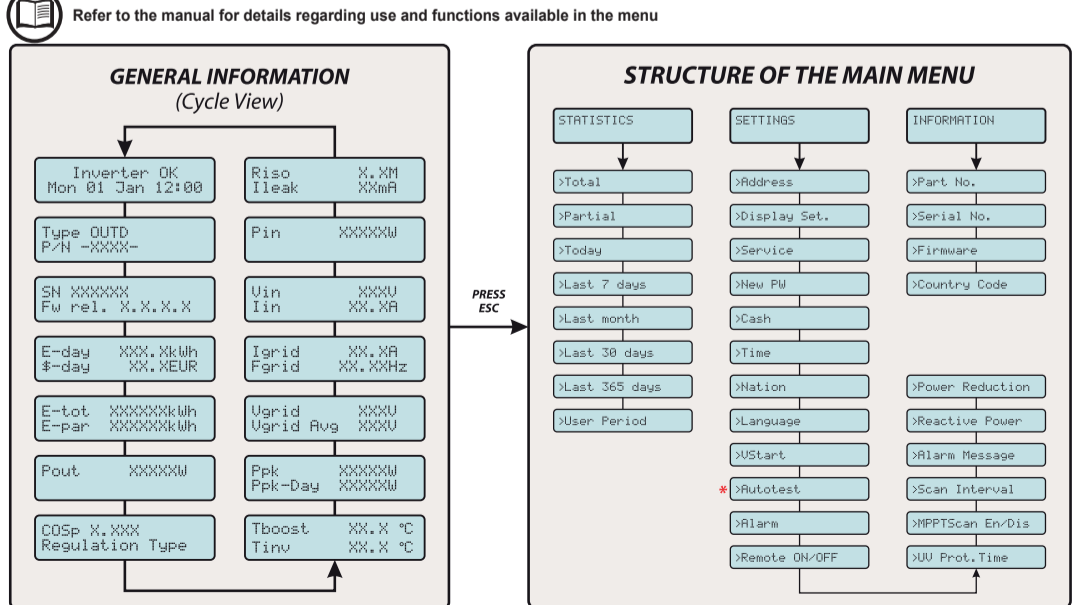 Refer to the manual for details regarding use and functions available in the menu
GENERAL INFORMATION
(Cycle View)
Inverter OK
Mon 01 Jan 12:00
Type OUTD
P/N -XXXX-
SN XXXXXX
Fw rel. X.X.X.X
E-day XXX.XkWh
$-day XX.XEUR
E-tot XXXXXXkWh
E-par XXXXXXkWh
Pout XXXXXW
COSp X.XXX
Regulation Type
Riso X.XM
Ileak XXmA
Pin XXXXXW
Vin XXXV
Iin XX.XA
Igrid XX.XA
Fgrid XX.XXHz
Vgrid XXXV
Vgrid Avg XXXV
Ppk XXXXXW
Ppk-Day XXXXXW
Tboost XX.X °C
Tinv XX.X °C
PRESS
ESC
STRUCTURE OF THE MAIN MENU
STATISTICS
>Total
>Partial
>Today
>Last 7 days
>Last month
>Last 30 days
>Last 365 days
>User Period
SETTINGS
>Address
>Display Set.
>Service
>New PW
>Cash
>Time
>Nation
>Language
>VStart
* >Autotest
>Alarm
>Remote ON/OFF
INFORMATION
>Part No.
>Serial No.
>Firmware
>Country Code
>Power Reduction
>Reactive Power
>Alarm Message
>Scan Interval
>MPPTScan En/Dis
>UV Prot.Time